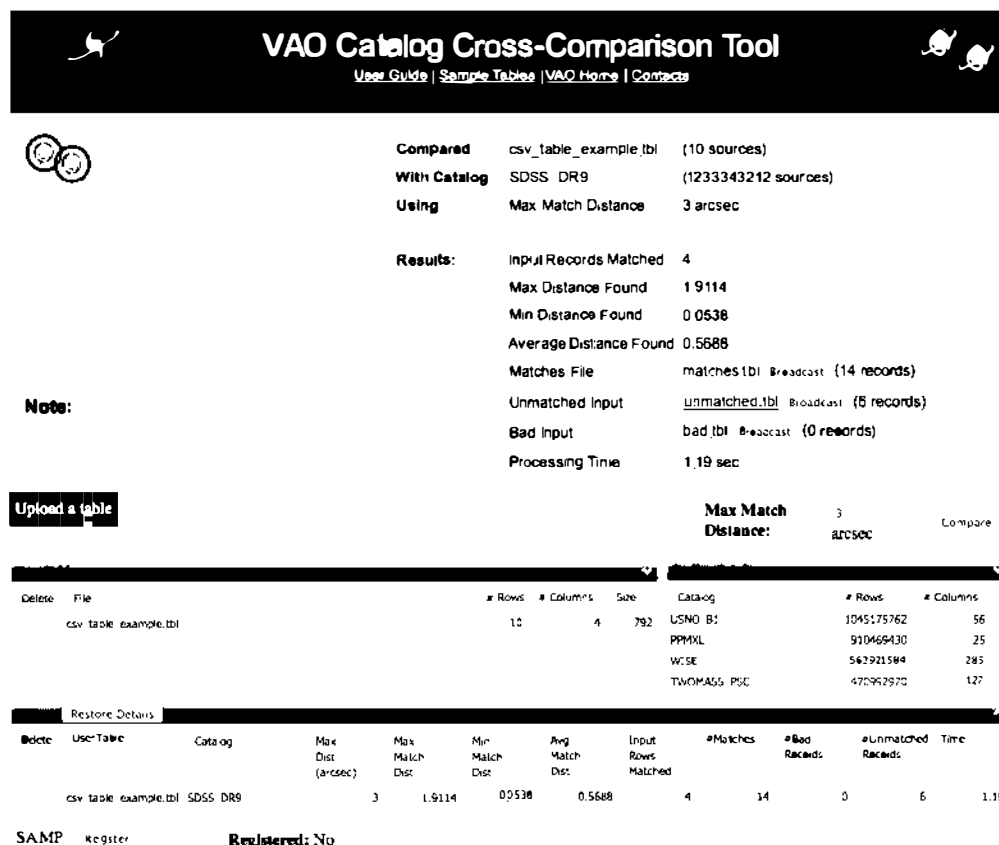 VAO Catalog Cross-Comparison Tool
User Guide | Sample Tables | VAO Home | Contacts
Compared csv_table_example.tbl (10 sources)
With Catalog SDSS DR9 (1233343212 sources)
Using Max Match Distance 3 arcsec
Results: Input Records Matched 4
Max Distance Found 1.9114
Min Distance Found 0.0538
Average Distance Found 0.5688
Matches File matches.tbl Broadcast (14 records)
Note: Unmatched Input unmatched.tbl Broadcast (6 records)
Bad Input bad.tbl Broadcast (0 records)
Processing Time 1.19 sec
Upload a table
Max Match Distance: 3 arcsec Compare
Delete File # Rows # Columns Size
csv_table_example.tbl 10 4 792
Catalog # Rows # Columns
USNO B1 1045175762 56
PPMXL 910469430 25
WISE 563921584 285
TWOMASS PSC 470992970 127
Restore Details
Delete User Table Catalog Max Dist (arcsec) Max Match Dist Min Match Dist Avg Match Dist Input Rows Matched #Matches #Bad Records #Unmatched Records Time
csv_table_example.tbl SDSS DR9 3 1.9114 0.0538 0.5688 4 14 0 6
SAMP Register Registered: No